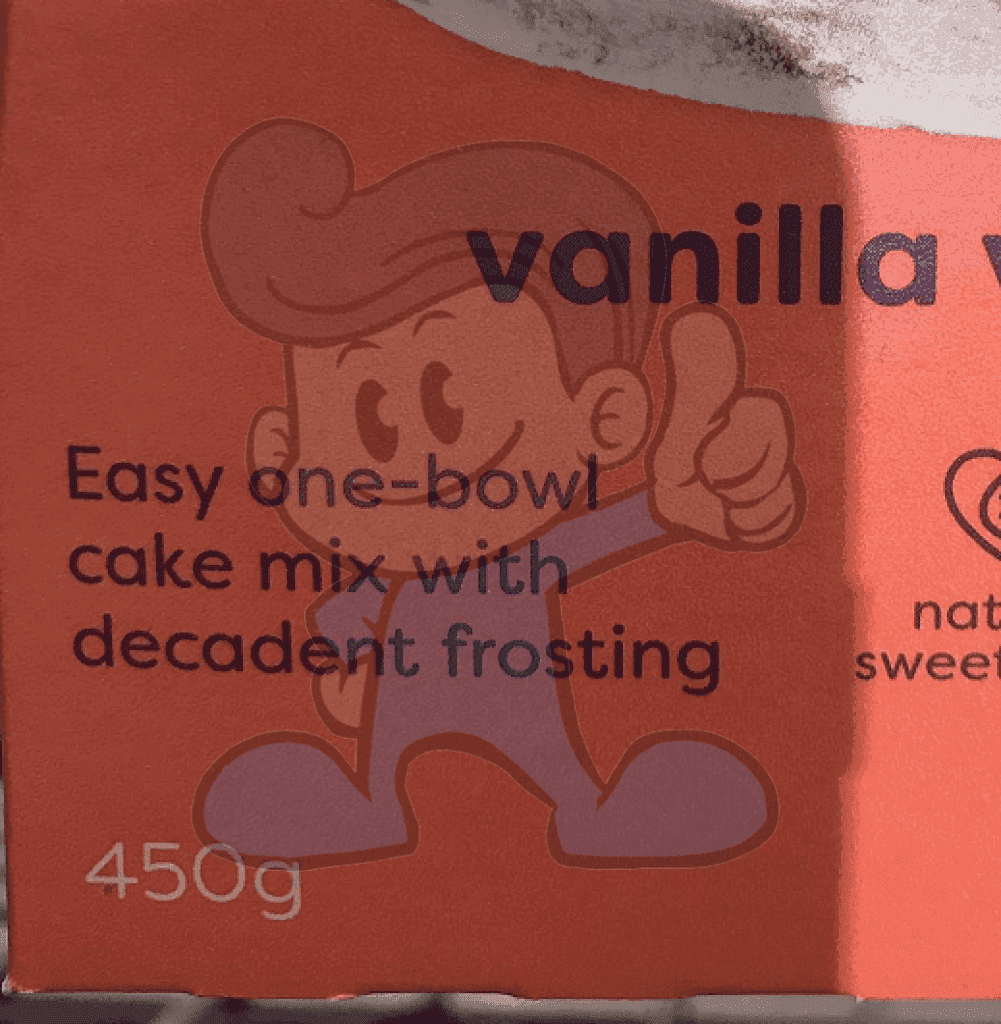 vanilla
Easy one-bowl
cake mix with
decadent frosting
450g